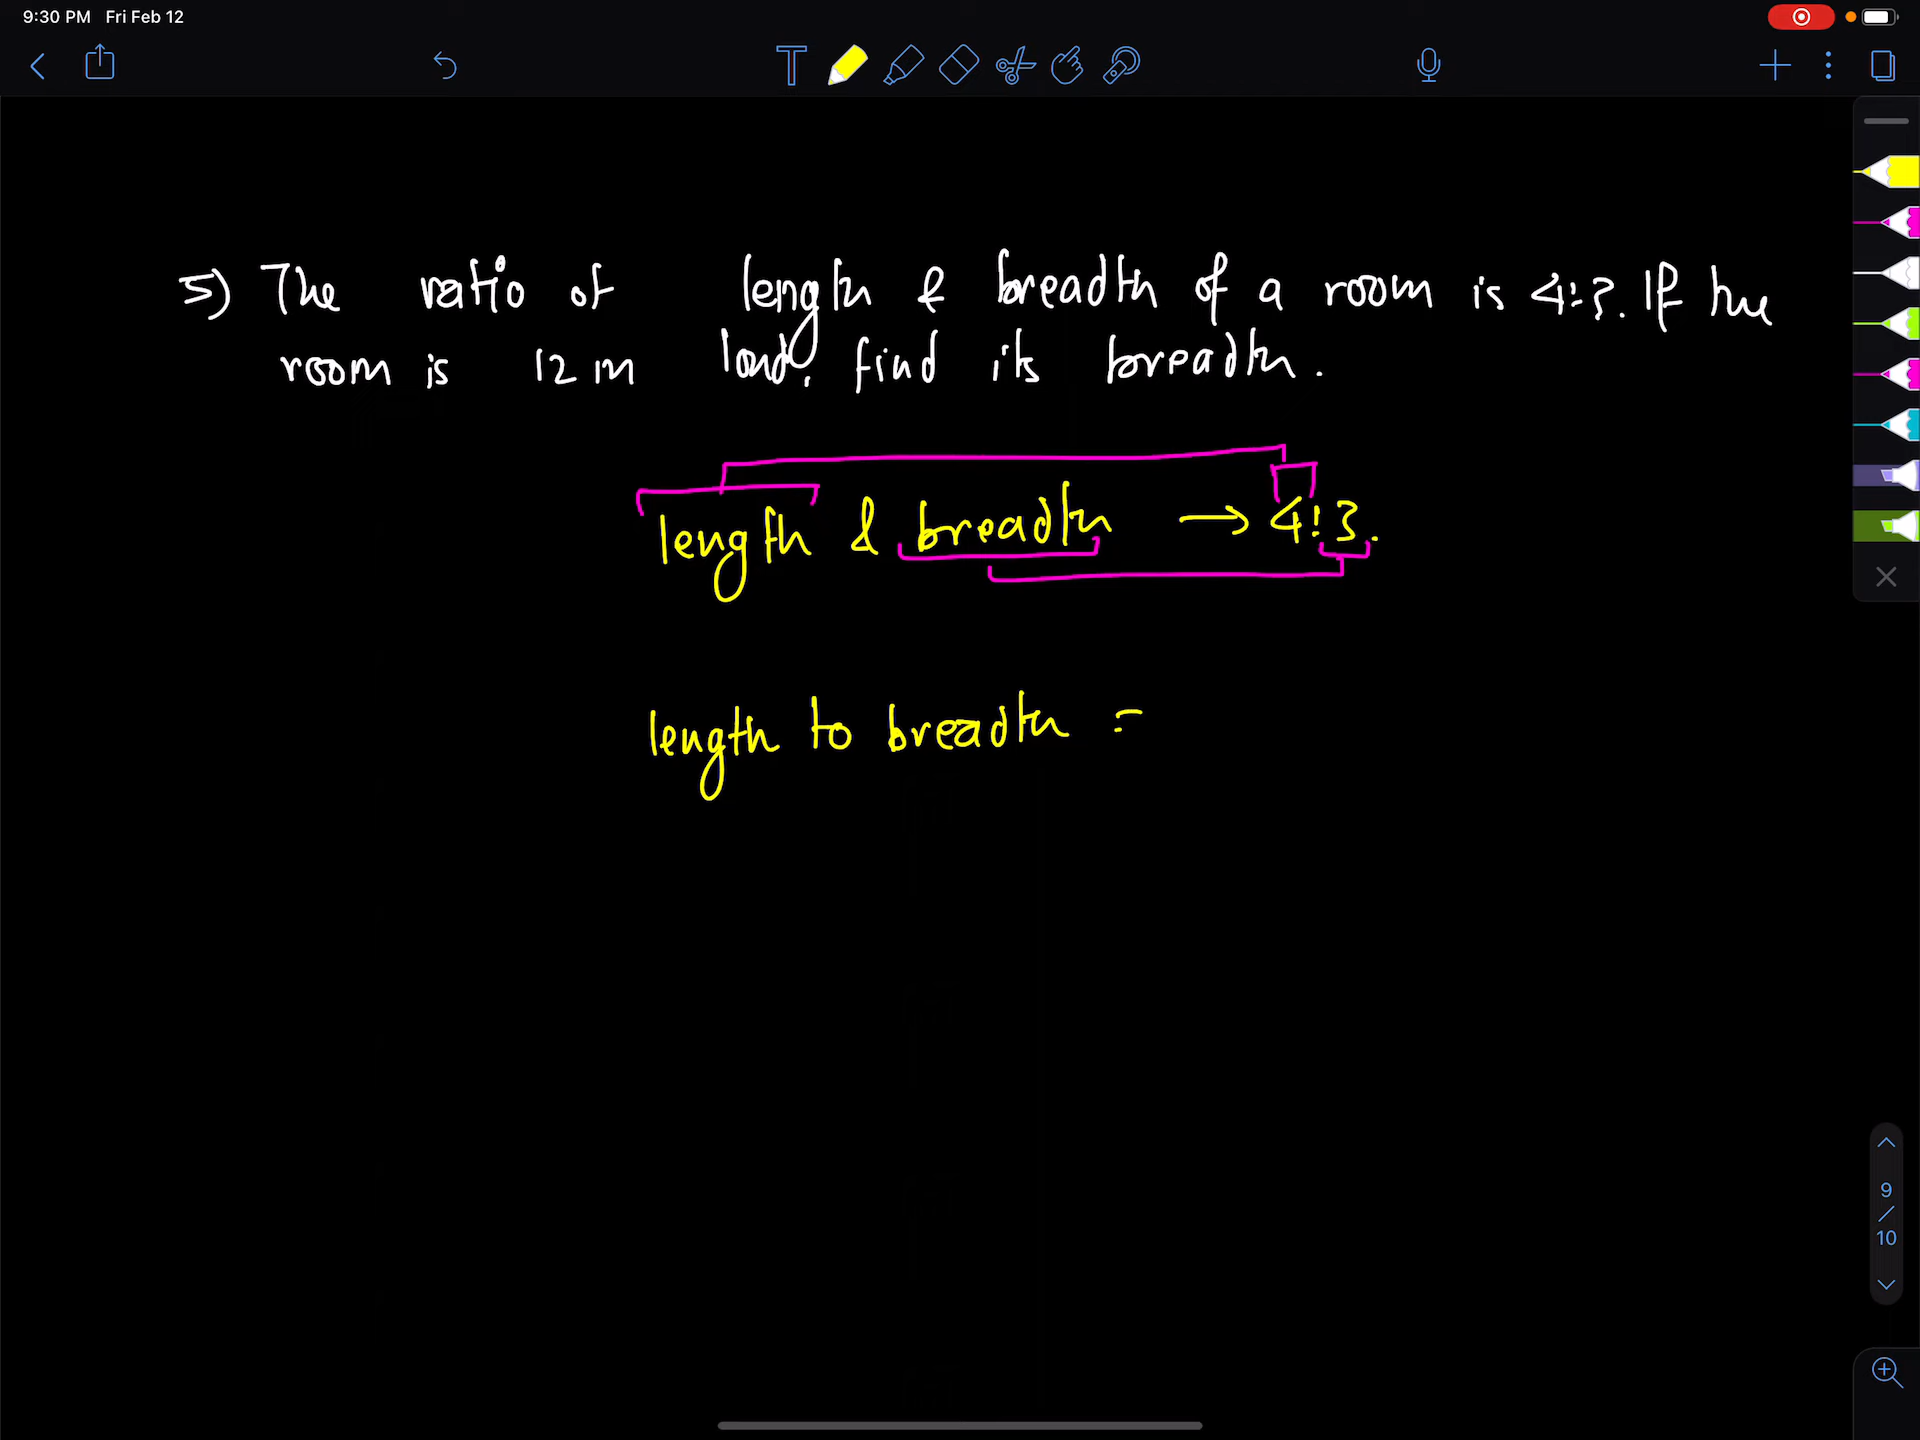 9:30 PM Fri Feb 12
5) The ratio of length & breadth of a room is 4:3. If the
room is 12 m find its breadth.
length & breadth → 4:3.
length to breadth =
9
/
10